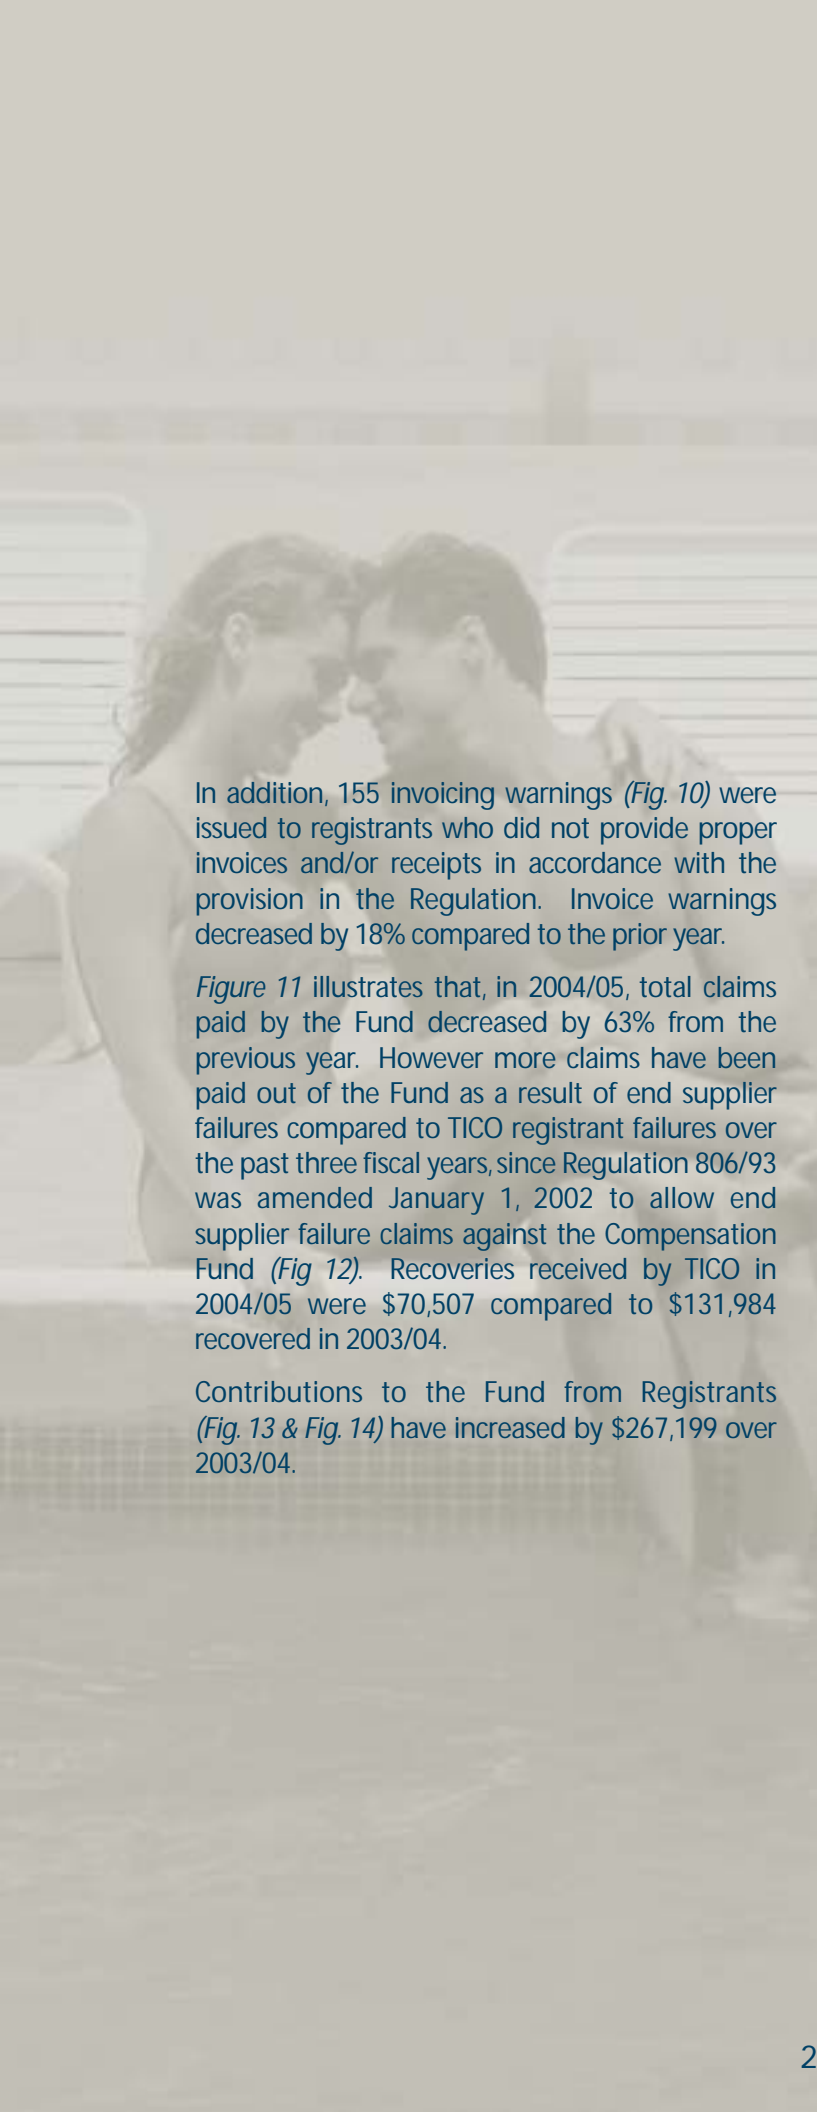 In addition, 155 invoicing warnings (Fig. 10) were
issued to registrants who did not provide proper
invoices and/or receipts in accordance with the
provision in the Regulation. Invoice warnings
decreased by 18% compared to the prior year.
Figure 11 illustrates that, in 2004/05, total claims
paid by the Fund decreased by 63% from the
previous year. However more claims have been
paid out of the Fund as a result of end supplier
failures compared to TICO registrant failures over
the past three fiscal years, since Regulation 806/93
was amended January 1, 2002 to allow end
supplier failure claims against the Compensation
Fund (Fig 12). Recoveries received by TICO in
2004/05 were $70,507 compared to $131,984
recovered in 2003/04.
Contributions to the Fund from Registrants
(Fig. 13 & Fig. 14) have increased by $267,199 over
2003/04.
2